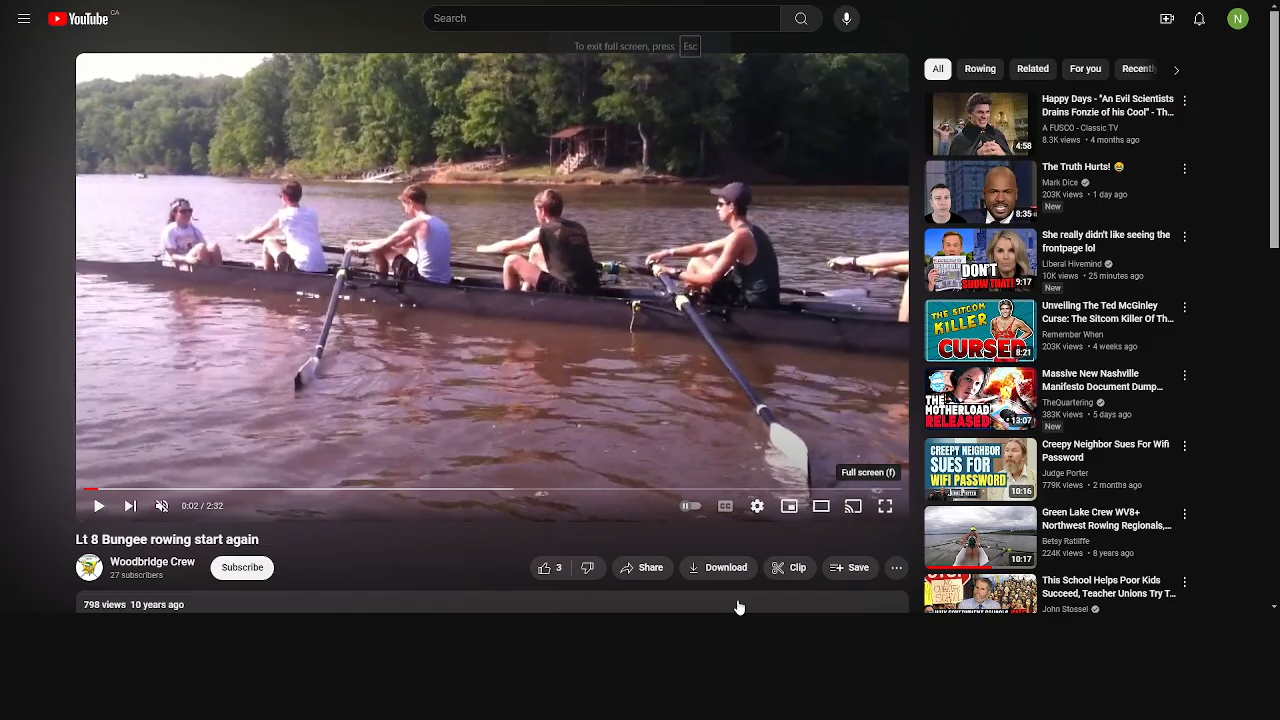 YouTube CA
Search
To exit full screen, press Esc
Full screen (f)
0:02 / 2:32
CC
Lt 8 Bungee rowing start again
Woodbridge Crew
27 subscribers
Subscribe
3
Share
Download
Clip
Save
798 views 10 years ago
N
All
Rowing
Related
For you
Recently
4:58
Happy Days - "An Evil Scientists
Drains Fonzie of his Cool" - Th...
A FUSCO - Classic TV
8.3K views • 4 months ago
8:35
The Truth Hurts! 😄
Mark Dice
203K views • 1 day ago
New
DON'T
SHOW THAT!
9:17
She really didn't like seeing the
frontpage lol
Liberal Hivemind
10K views • 25 minutes ago
New
THE SITCOM
KILLER
CURSED
8:21
Unveiling The Ted McGinley
Curse: The Sitcom Killer Of Th...
Remember When
203K views • 4 weeks ago
THE
MOTHERLOAD
RELEASED
13:07
Massive New Nashville
Manifesto Document Dump...
TheQuartering
383K views • 5 days ago
New
CREEPY NEIGHBOR
SUES FOR
WIFI PASSWORD
10:16
Creepy Neighbor Sues For Wifi
Password
Judge Porter
779K views • 2 months ago
10:17
Green Lake Crew WV8+
Northwest Rowing Regionals,...
Betsy Ratliffe
224K views • 8 years ago
This School Helps Poor Kids
Succeed, Teacher Unions Try T...
John Stossel